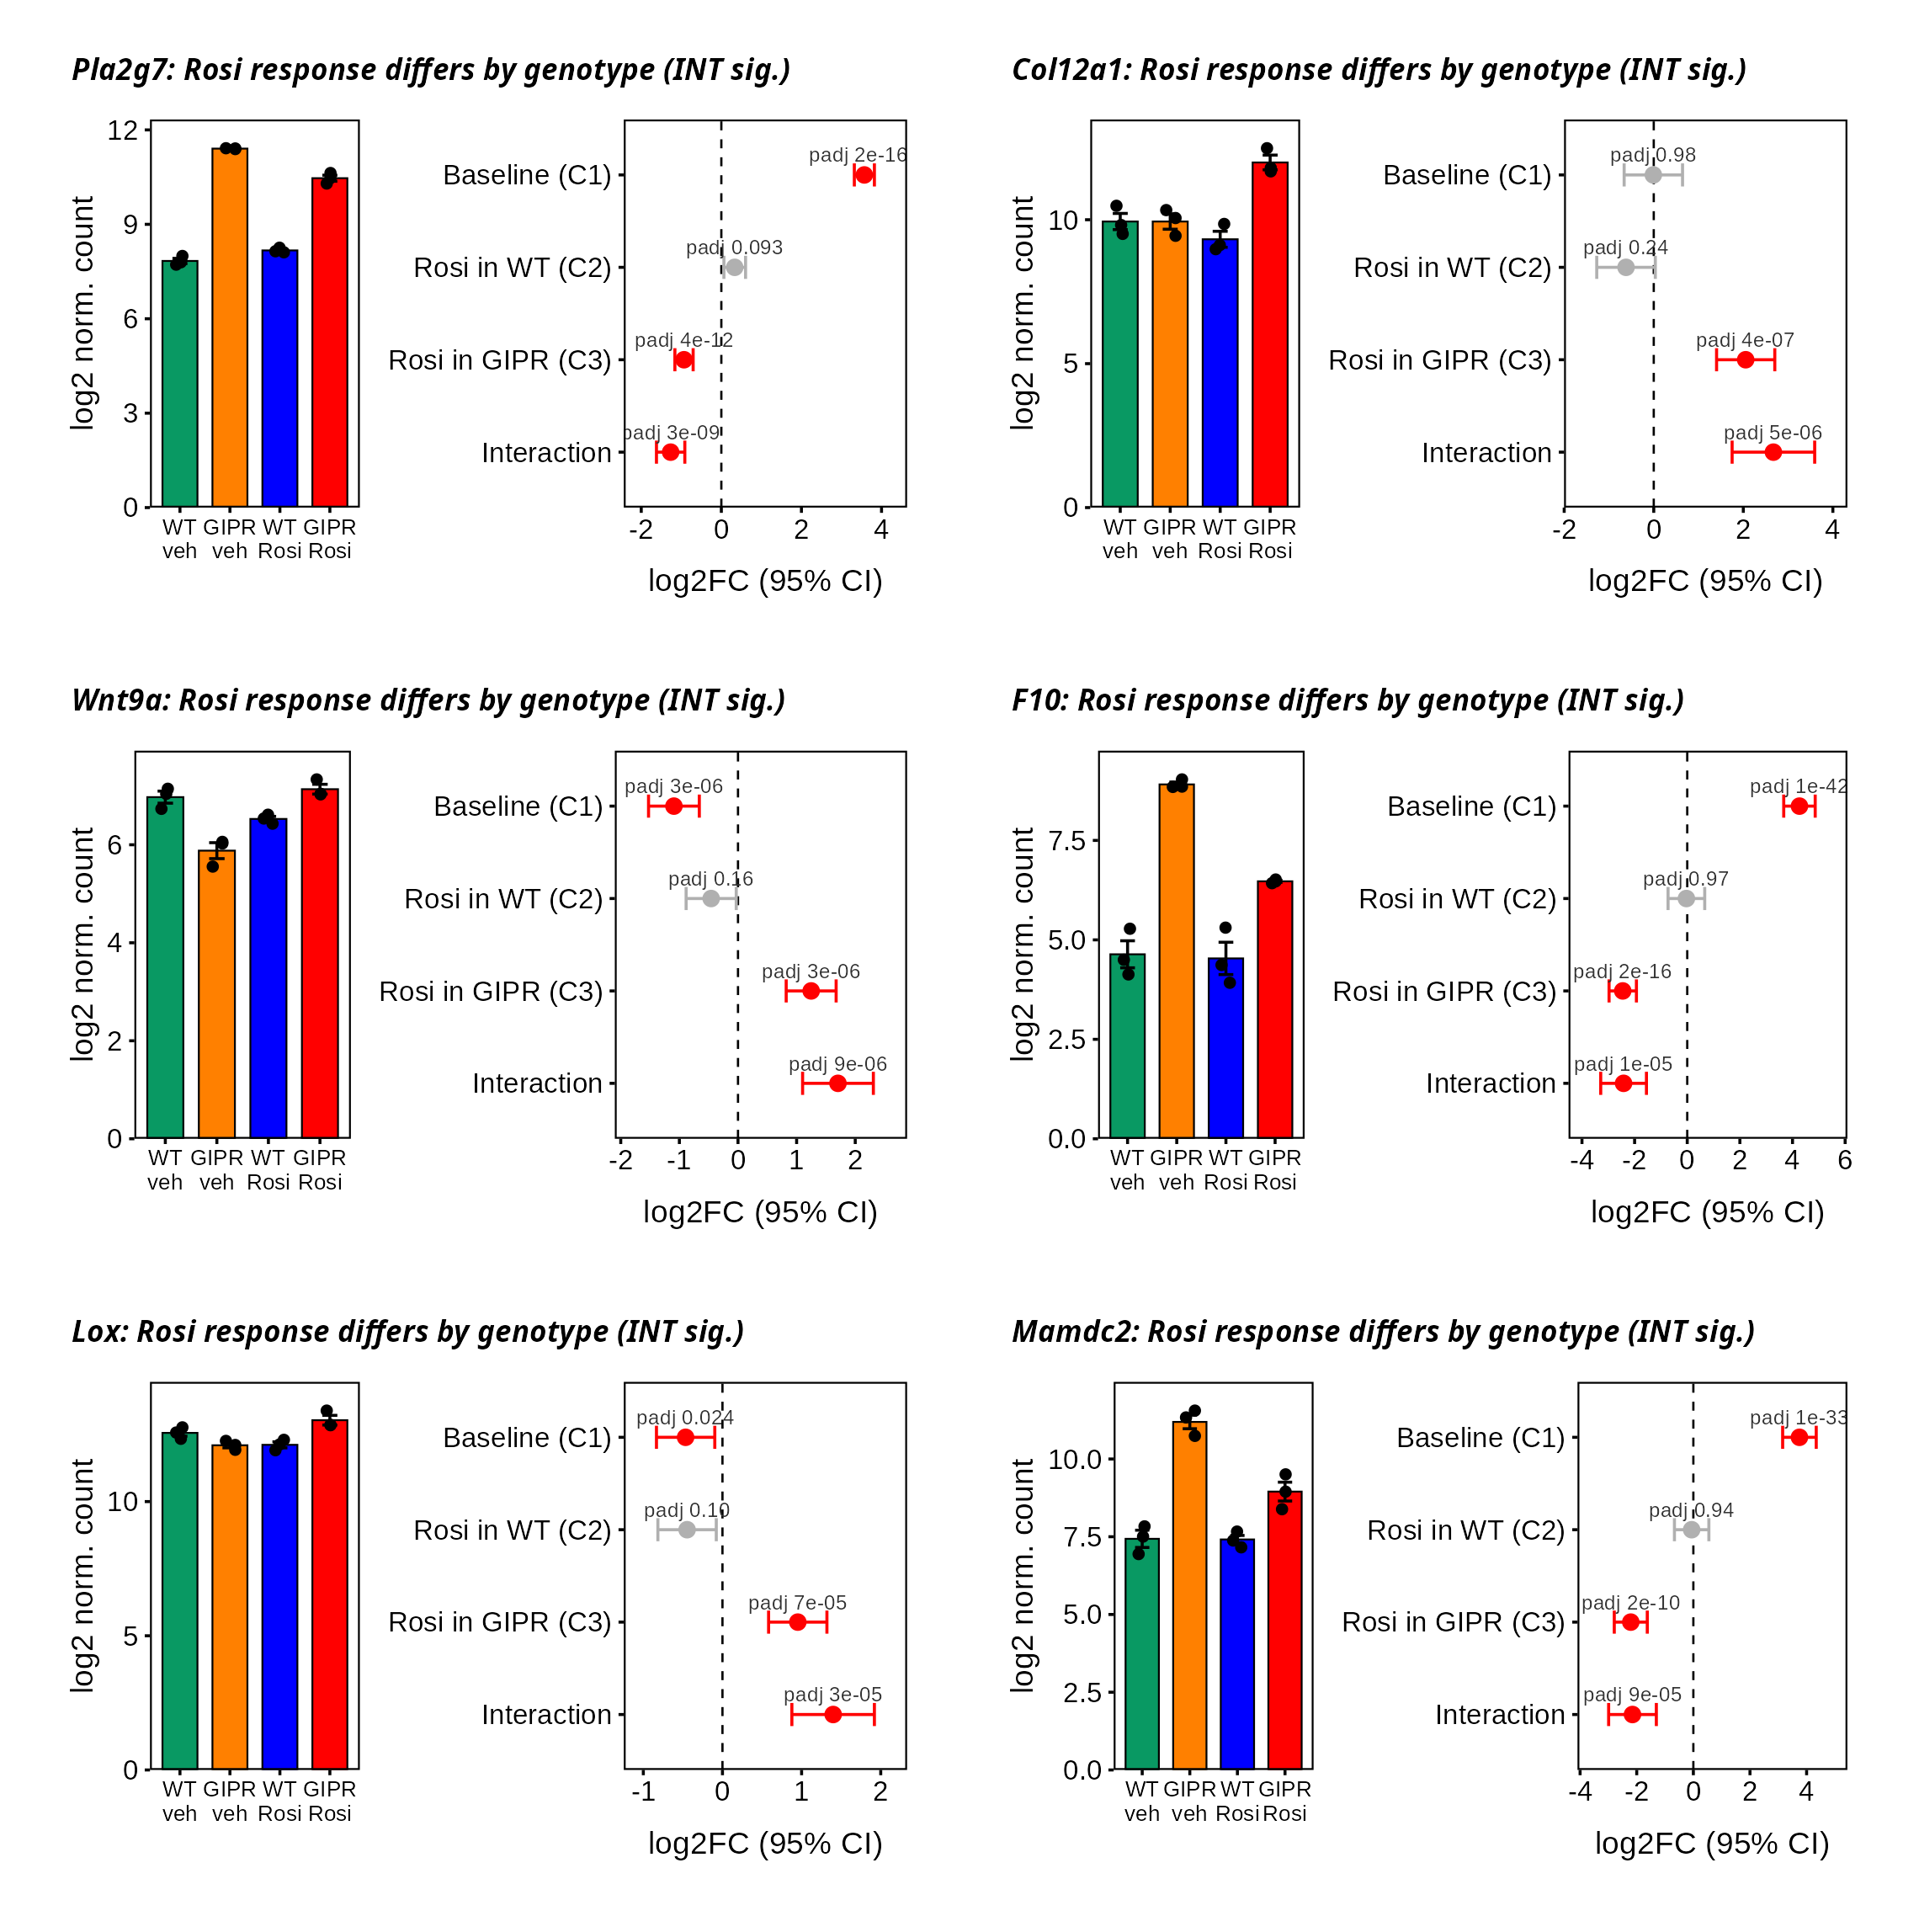 Pla2g7: Rosi response differs by genotype (INT sig.)
log2 norm. count
12
9
6
3
0
WT veh
GIPR veh
WT Rosi
GIPR Rosi
Baseline (C1)
Rosi in WT (C2)
Rosi in GIPR (C3)
Interaction
padj 2e-16
padj 0.093
padj 4e-12
padj 3e-09
-2 0 2 4
log2FC (95% CI)
Col12a1: Rosi response differs by genotype (INT sig.)
log2 norm. count
10
5
0
WT veh
GIPR veh
WT Rosi
GIPR Rosi
Baseline (C1)
Rosi in WT (C2)
Rosi in GIPR (C3)
Interaction
padj 0.98
padj 0.24
padj 4e-07
padj 5e-06
-2 0 2 4
log2FC (95% CI)
Wnt9a: Rosi response differs by genotype (INT sig.)
log2 norm. count
6
4
2
0
WT veh
GIPR veh
WT Rosi
GIPR Rosi
Baseline (C1)
Rosi in WT (C2)
Rosi in GIPR (C3)
Interaction
padj 3e-06
padj 0.16
padj 3e-06
padj 9e-06
-2 -1 0 1 2
log2FC (95% CI)
F10: Rosi response differs by genotype (INT sig.)
log2 norm. count
7.5
5.0
2.5
0.0
WT veh
GIPR veh
WT Rosi
GIPR Rosi
Baseline (C1)
Rosi in WT (C2)
Rosi in GIPR (C3)
Interaction
padj 1e-42
padj 0.97
padj 2e-16
padj 1e-05
-4 -2 0 2 4 6
log2FC (95% CI)
Lox: Rosi response differs by genotype (INT sig.)
log2 norm. count
10
5
0
WT veh
GIPR veh
WT Rosi
GIPR Rosi
Baseline (C1)
Rosi in WT (C2)
Rosi in GIPR (C3)
Interaction
padj 0.024
padj 0.10
padj 7e-05
padj 3e-05
-1 0 1 2
log2FC (95% CI)
Mamdc2: Rosi response differs by genotype (INT sig.)
log2 norm. count
10.0
7.5
5.0
2.5
0.0
WT veh
GIPR veh
WT Rosi
GIPR Rosi
Baseline (C1)
Rosi in WT (C2)
Rosi in GIPR (C3)
Interaction
padj 1e-33
padj 0.94
padj 2e-10
padj 9e-05
-4 -2 0 2 4
log2FC (95% CI)